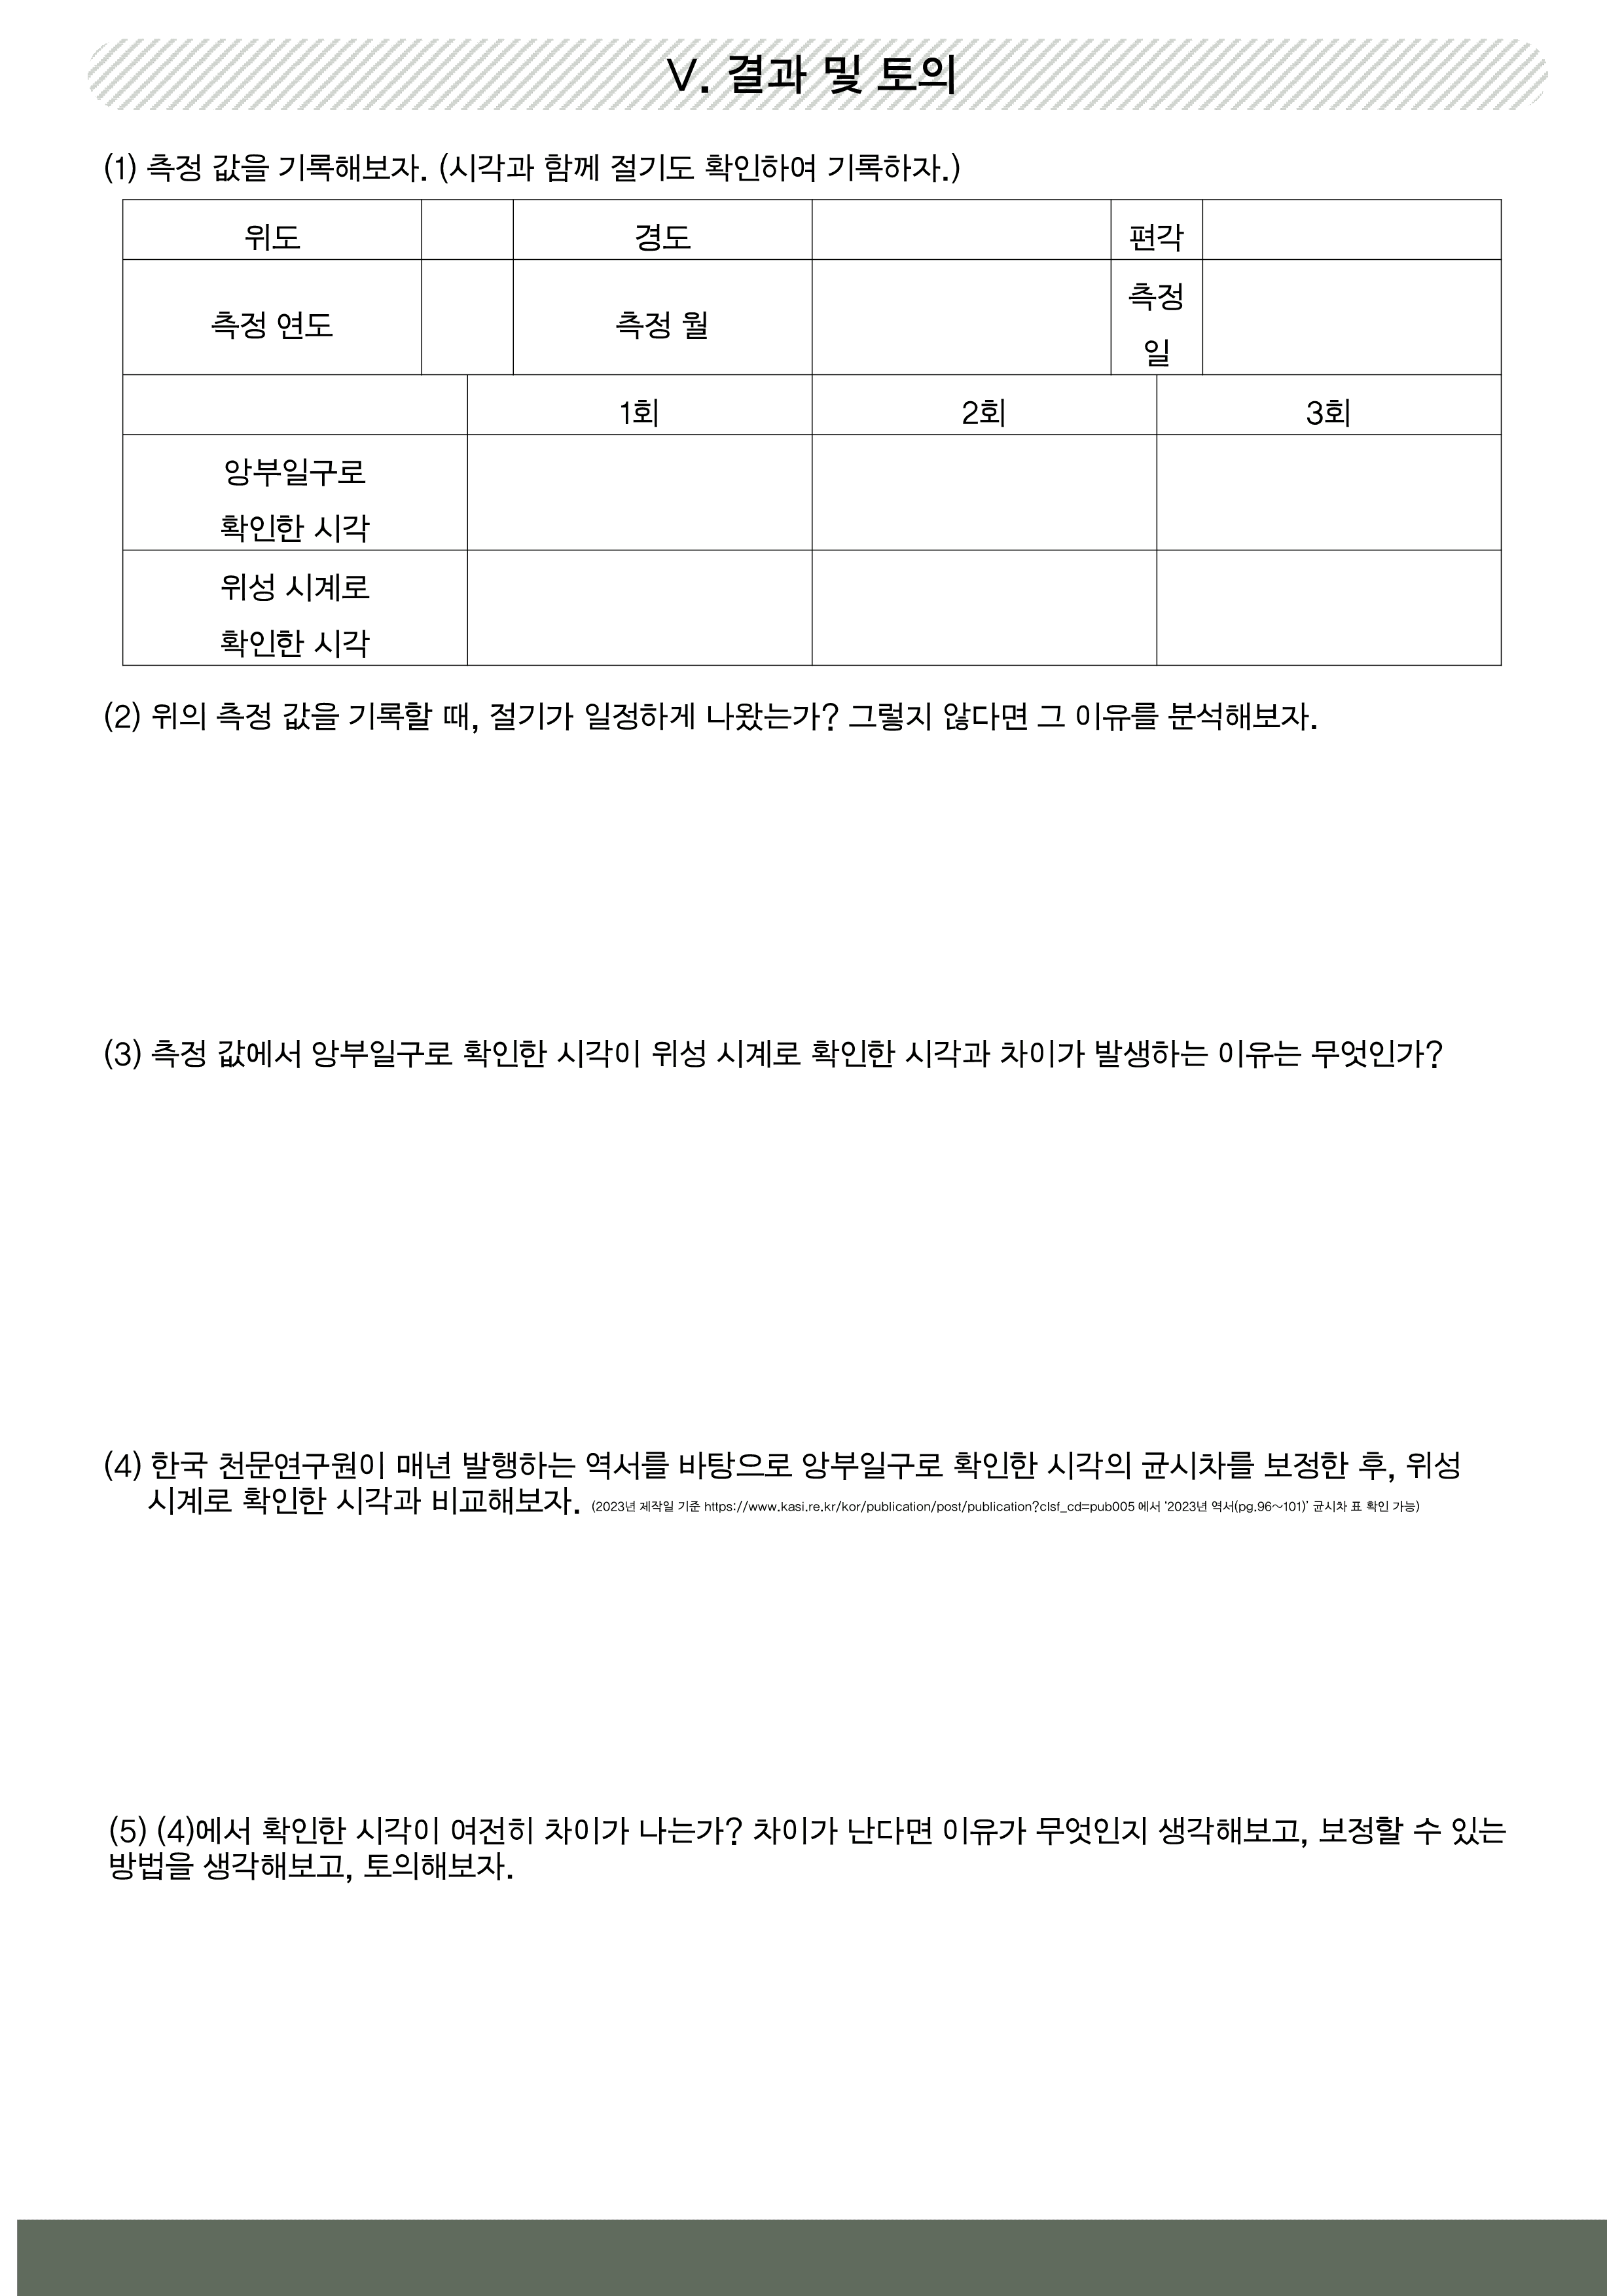 V. 결과 및 토의
(1) 측정 값을 기록해보자. (시각과 함께 절기도 확인하여 기록하자.)
위도 경도 편각
측정 연도 측정 월 측정
일
1회 2회 3회
앙부일구로
확인한 시각
위성 시계로
확인한 시각
(2) 위의 측정 값을 기록할 때, 절기가 일정하게 나왔는가? 그렇지 않다면 그 이유를 분석해보자.
(3) 측정 값에서 앙부일구로 확인한 시각이 위성 시계로 확인한 시각과 차이가 발생하는 이유는 무엇인가?
(4) 한국 천문연구원이 매년 발행하는 역서를 바탕으로 앙부일구로 확인한 시각의 균시차를 보정한 후, 위성
시계로 확인한 시각과 비교해보자. (2023년 제작일 기준 https://www.kasi.re.kr/kor/publication/post/publication?clsf_cd=pub005 에서 '2023년 역서(pg.96~101)' 균시차 표 확인 가능)
(5) (4)에서 확인한 시각이 여전히 차이가 나는가? 차이가 난다면 이유가 무엇인지 생각해보고, 보정할 수 있는
방법을 생각해보고, 토의해보자.